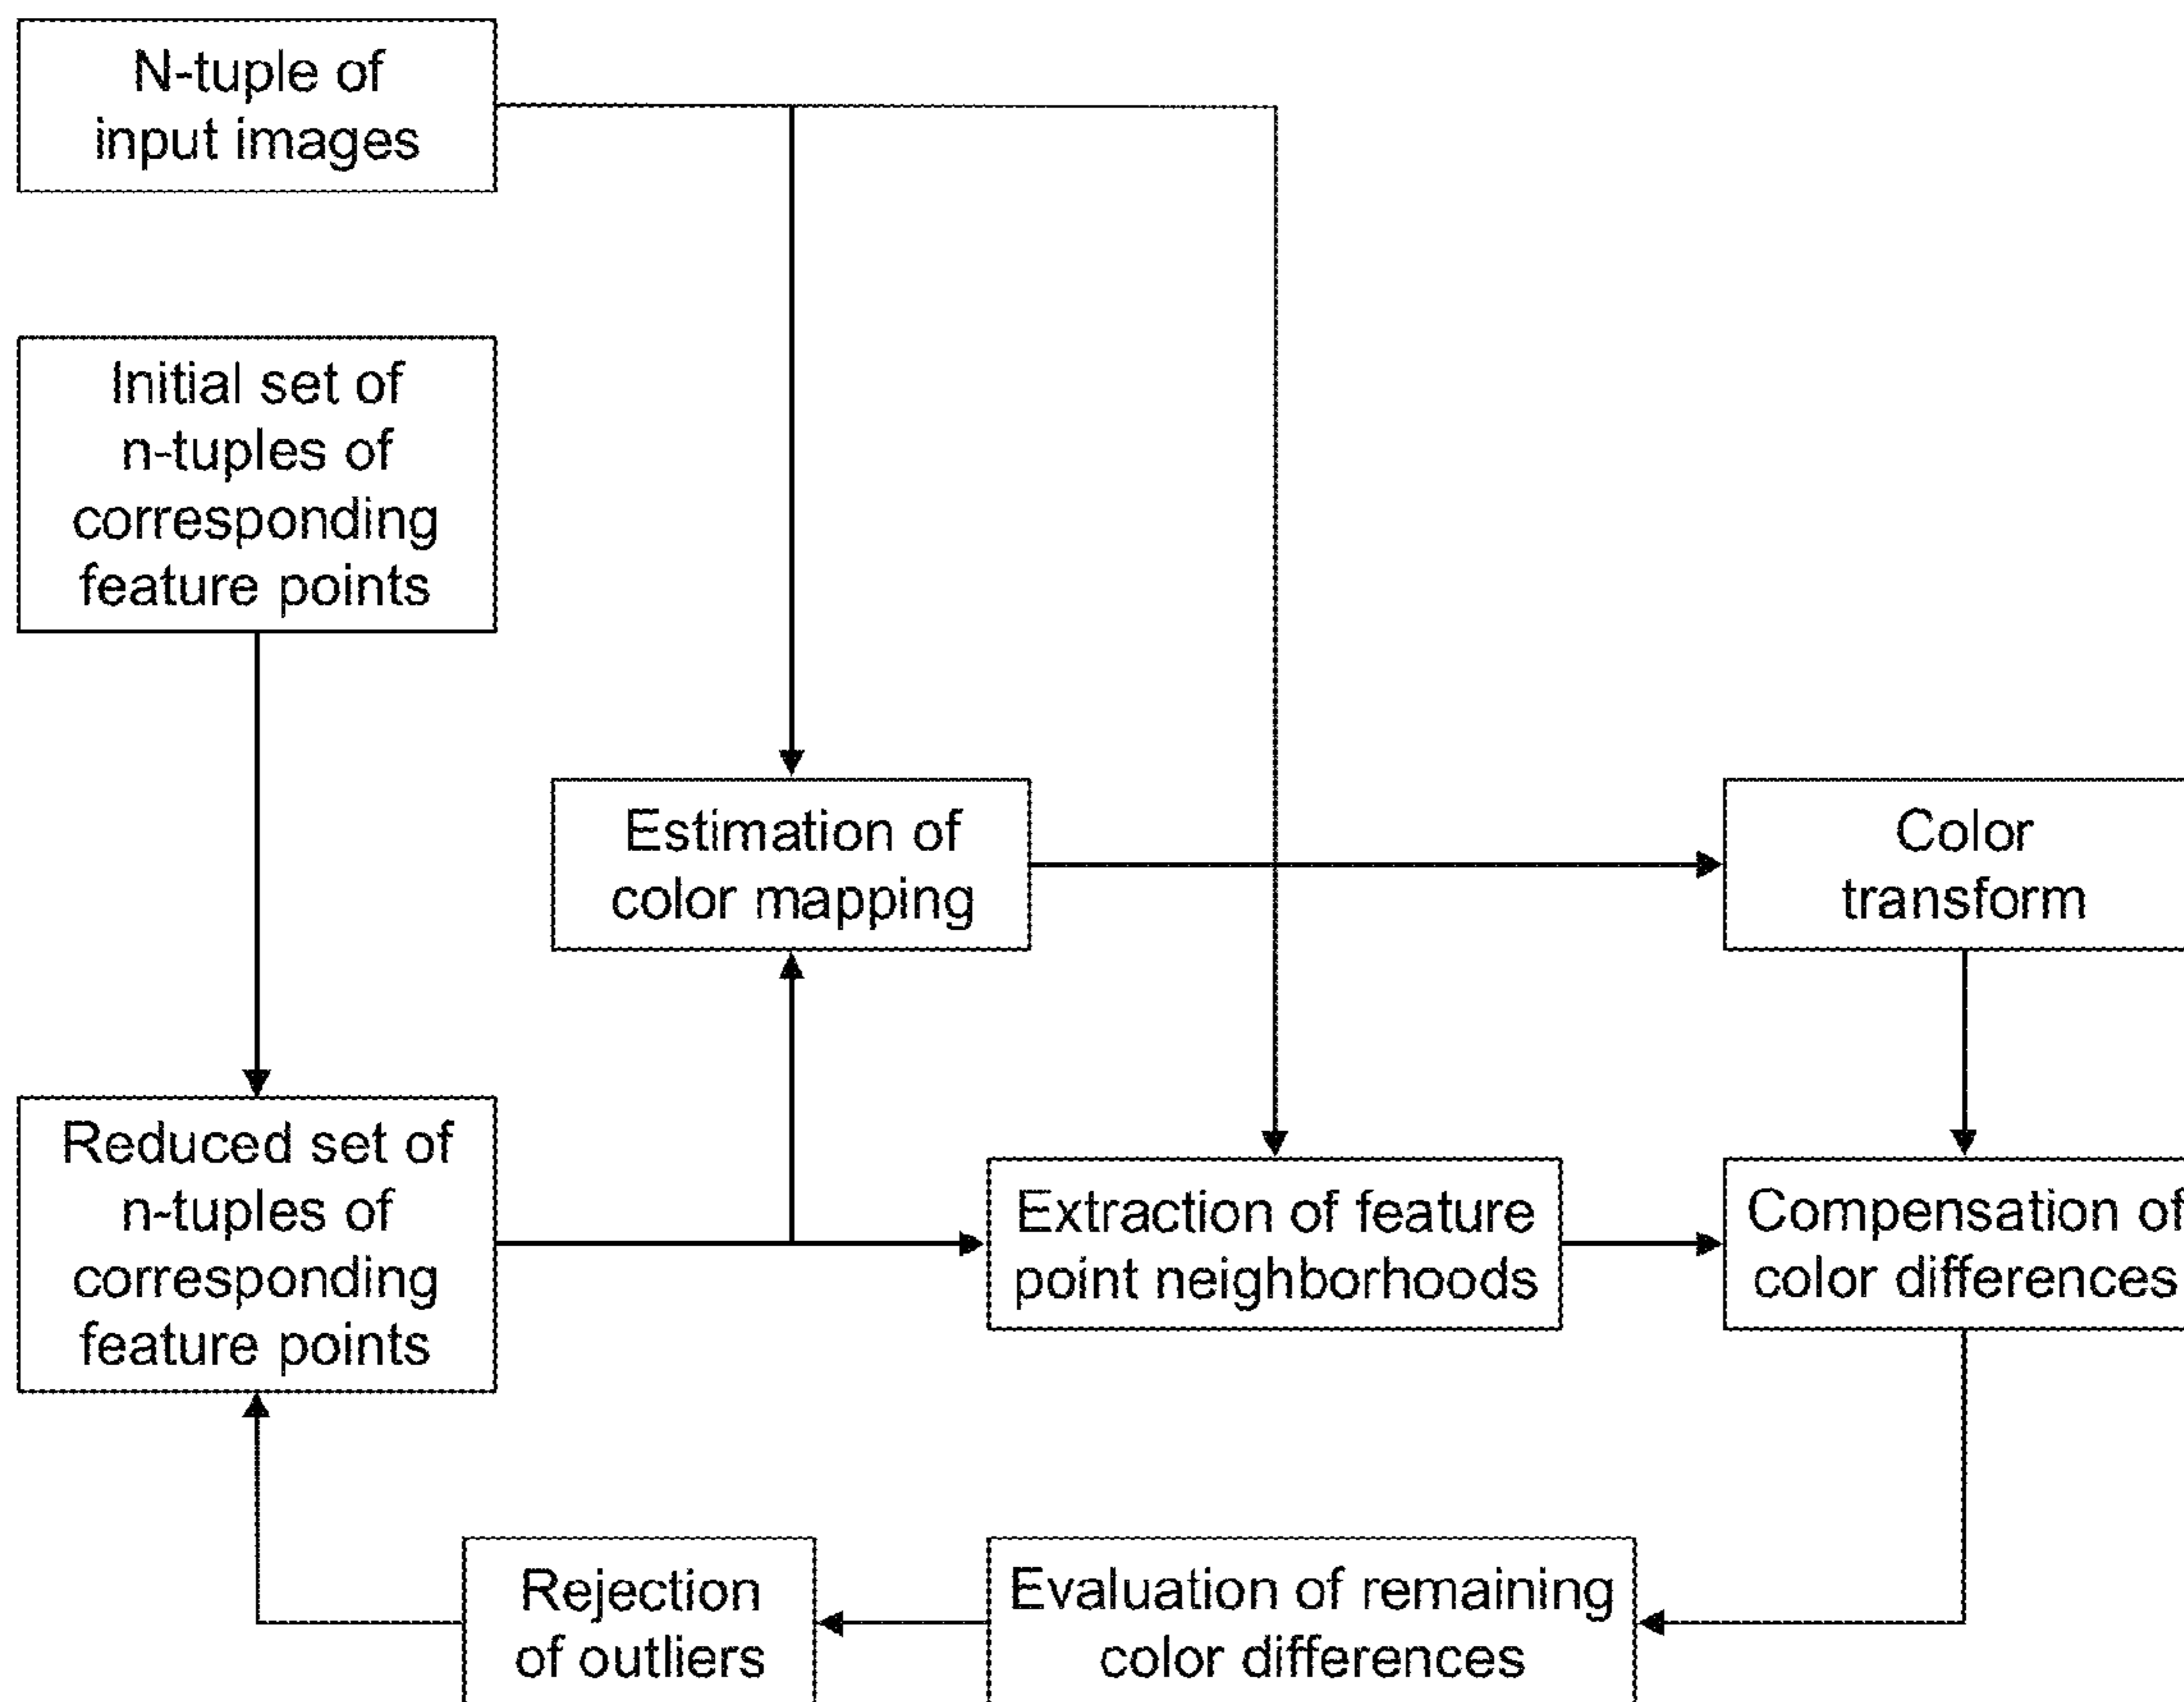 N-tuple of
input images
Initial set of
n-tuples of
corresponding
feature points
Estimation of
color mapping
Color
transform
Reduced set of
n-tuples of
corresponding
feature points
Extraction of feature
point neighborhoods
Compensation of
color differences
Rejection
of outliers
Evaluation of remaining
color differences